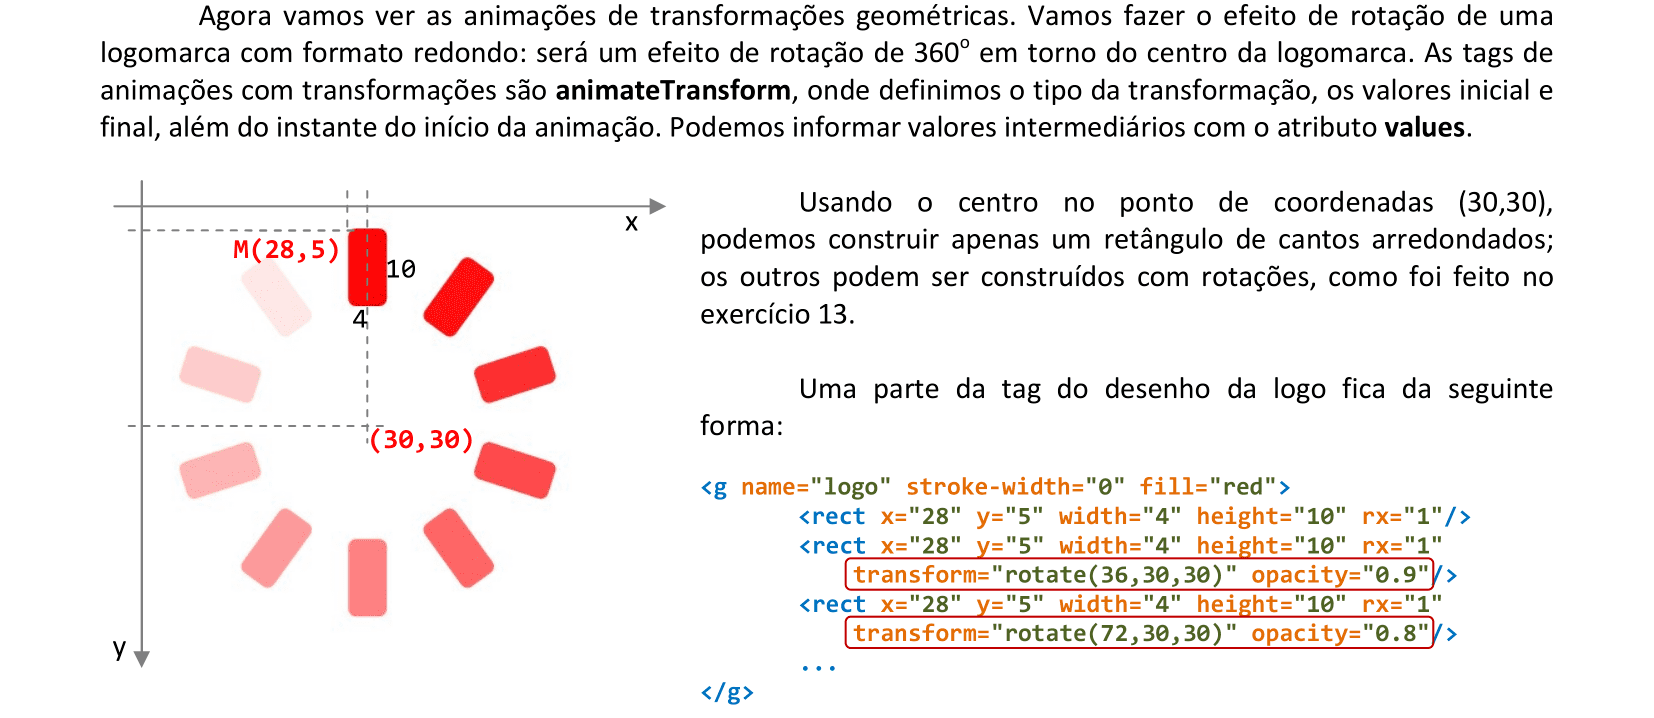 Agora vamos ver as animações de transformações geométricas. Vamos fazer o efeito de rotação de uma
logomarca com formato redondo: será um efeito de rotação de 360º em torno do centro da logomarca. As tags de
animações com transformações são animateTransform, onde definimos o tipo da transformação, os valores inicial e
final, além do instante do início da animação. Podemos informar valores intermediários com o atributo values.
x
M(28,5)
10
4
(30,30)
y
Usando o centro no ponto de coordenadas (30,30),
podemos construir apenas um retângulo de cantos arredondados;
os outros podem ser construídos com rotações, como foi feito no
exercício 13.
Uma parte da tag do desenho da logo fica da seguinte
forma:
<g name="logo" stroke-width="0" fill="red">
<rect x="28" y="5" width="4" height="10" rx="1"/>
<rect x="28" y="5" width="4" height="10" rx="1"
transform="rotate(36,30,30)" opacity="0.9"/>
<rect x="28" y="5" width="4" height="10" rx="1"
transform="rotate(72,30,30)" opacity="0.8"/>
...
</g>